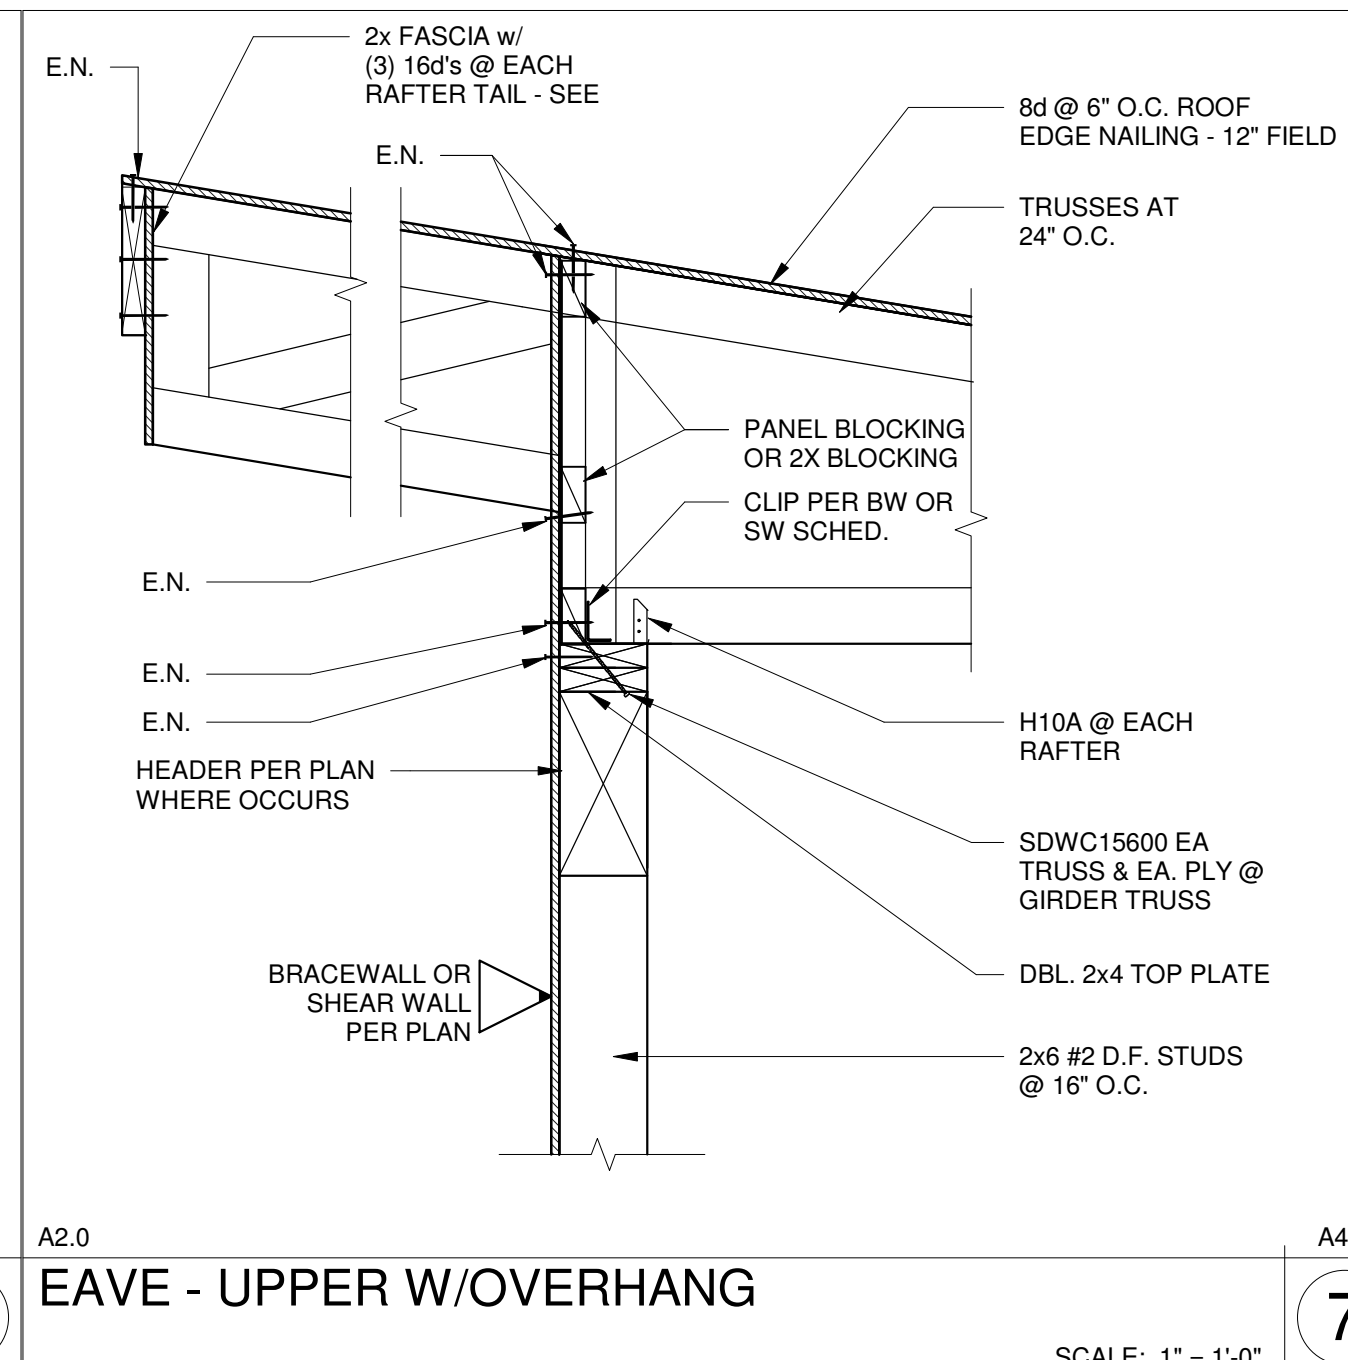 2x FASCIA w/
(3) 16d's @ EACH
RAFTER TAIL - SEE
E.N.
8d @ 6" O.C. ROOF
EDGE NAILING - 12" FIELD
E.N.
TRUSSES AT
24" O.C.
PANEL BLOCKING
OR 2X BLOCKING
CLIP PER BW OR
SW SCHED.
E.N.
E.N.
E.N.
H10A @ EACH
RAFTER
HEADER PER PLAN
WHERE OCCURS
SDWC15600 EA
TRUSS & EA. PLY @
GIRDER TRUSS
BRACEWALL OR
SHEAR WALL
PER PLAN
DBL. 2x4 TOP PLATE
2x6 #2 D.F. STUDS
@ 16" O.C.
A2.0
A4
EAVE - UPPER W/OVERHANG
7
SCALE: 1" = 1'-0"